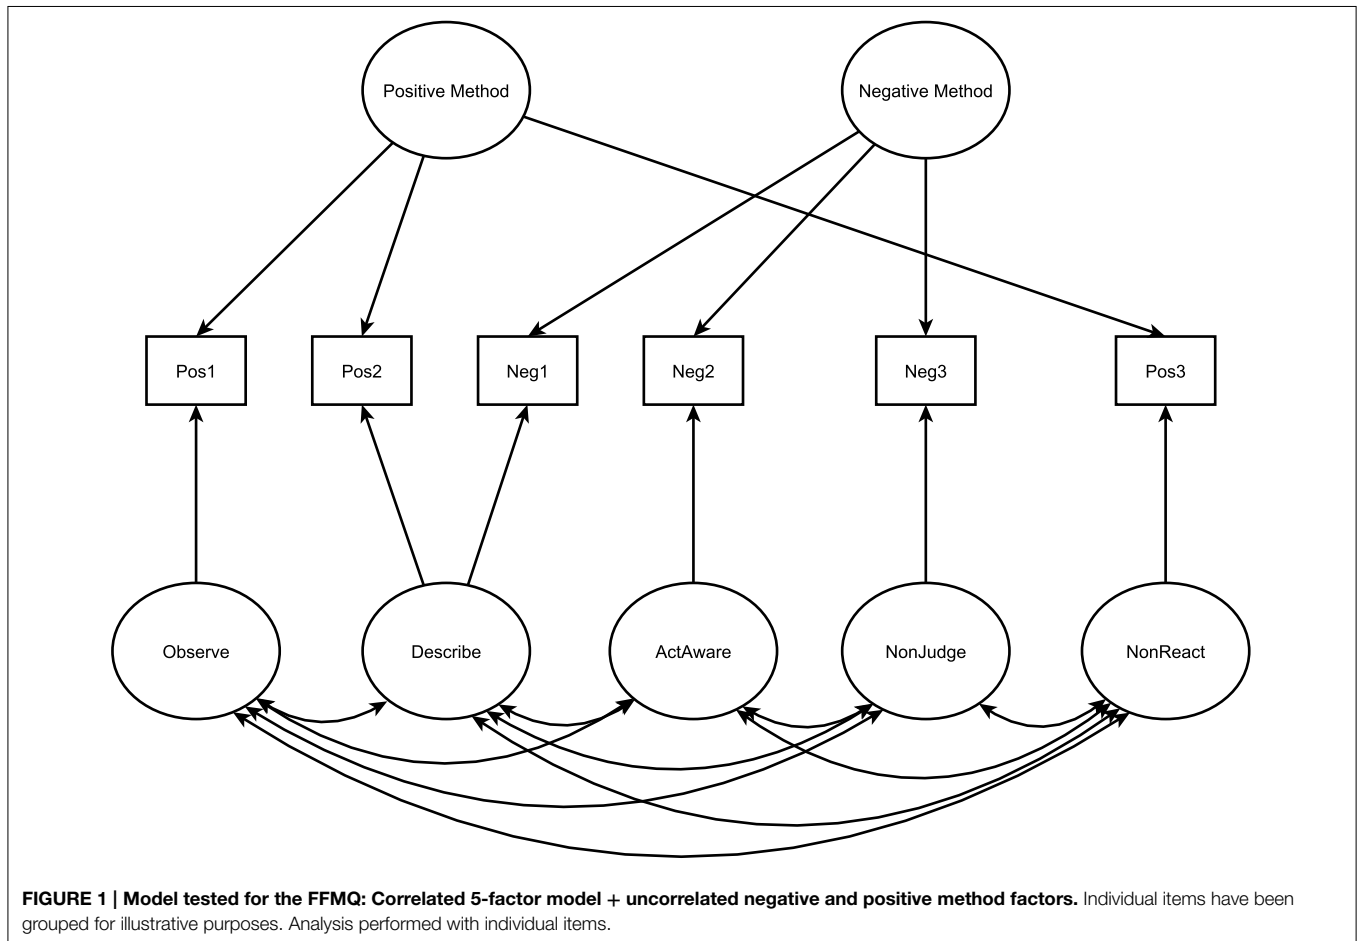 Positive Method
Negative Method
Pos1
Pos2
Neg1
Neg2
Neg3
Pos3
Observe
Describe
ActAware
NonJudge
NonReact
FIGURE 1 | Model tested for the FFMQ: Correlated 5-factor model + uncorrelated negative and positive method factors. Individual items have been
grouped for illustrative purposes. Analysis performed with individual items.